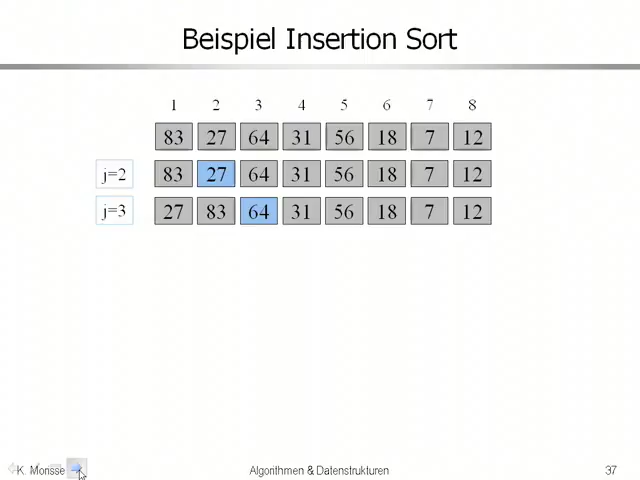 Beispiel Insertion Sort
1 2 3 4 5 6 7 8
83 27 64 31 56 18 7 12
j=2 83 27 64 31 56 18 7 12
j=3 27 83 64 31 56 18 7 12
K. Morisse Algorithmen & Datenstrukturen 37